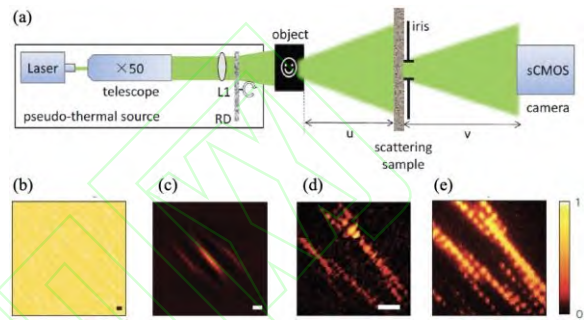 (a)
object
iris
Laser
×50
sCMOS
telescope
L1
camera
pseudo-thermal source
RD
u
v
scattering
sample
(b)
(c)
(d)
(e)
1
0